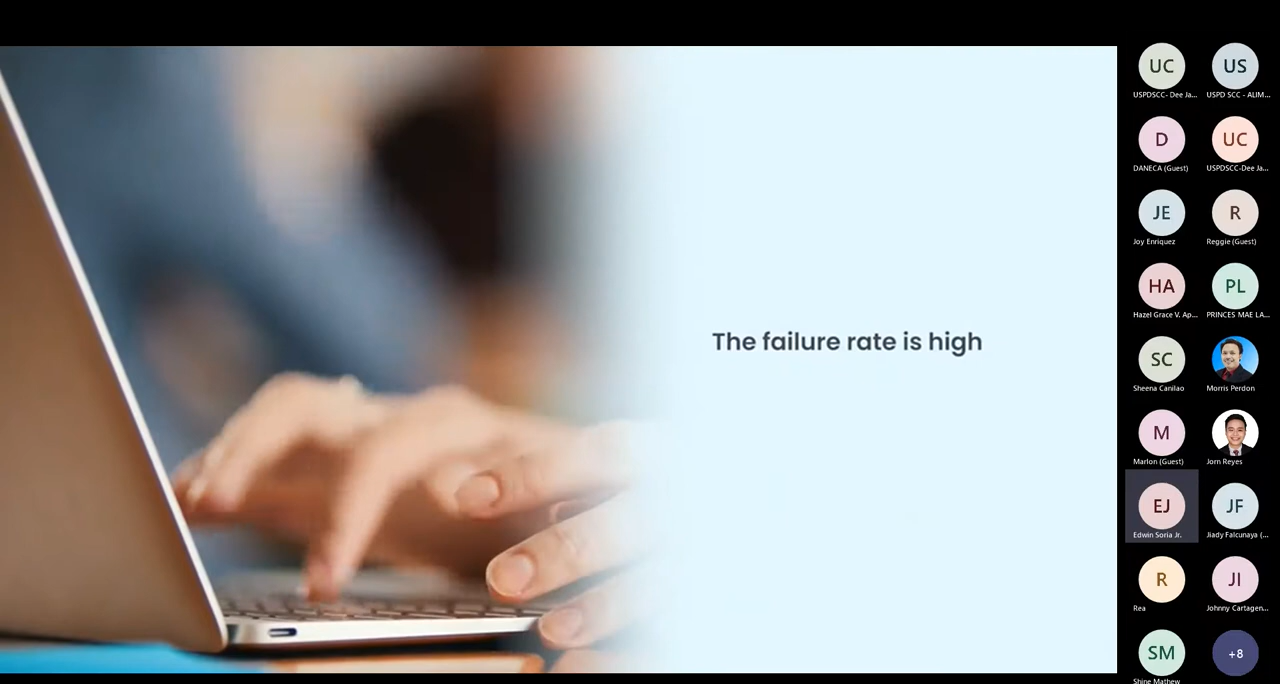 The failure rate is high
UC
US
USPDSCC- Dee Ja...
USPD SCC - ALIM...
D
UC
DANECA (Guest)
USPDSCC-Dee Ja...
JE
R
Joy Enriquez
Reggie (Guest)
HA
PL
Hazel Grace V. Ap...
PRINCES MAE LA...
SC
Sheena Canilao
Morris Perdon
M
Marlon (Guest)
Jorn Reyes
EJ
JF
Edwin Soria Jr.
Jiady Falcunaya (...
R
JI
Rea
Johnny Cartagen...
SM
+8
Shine Mathew